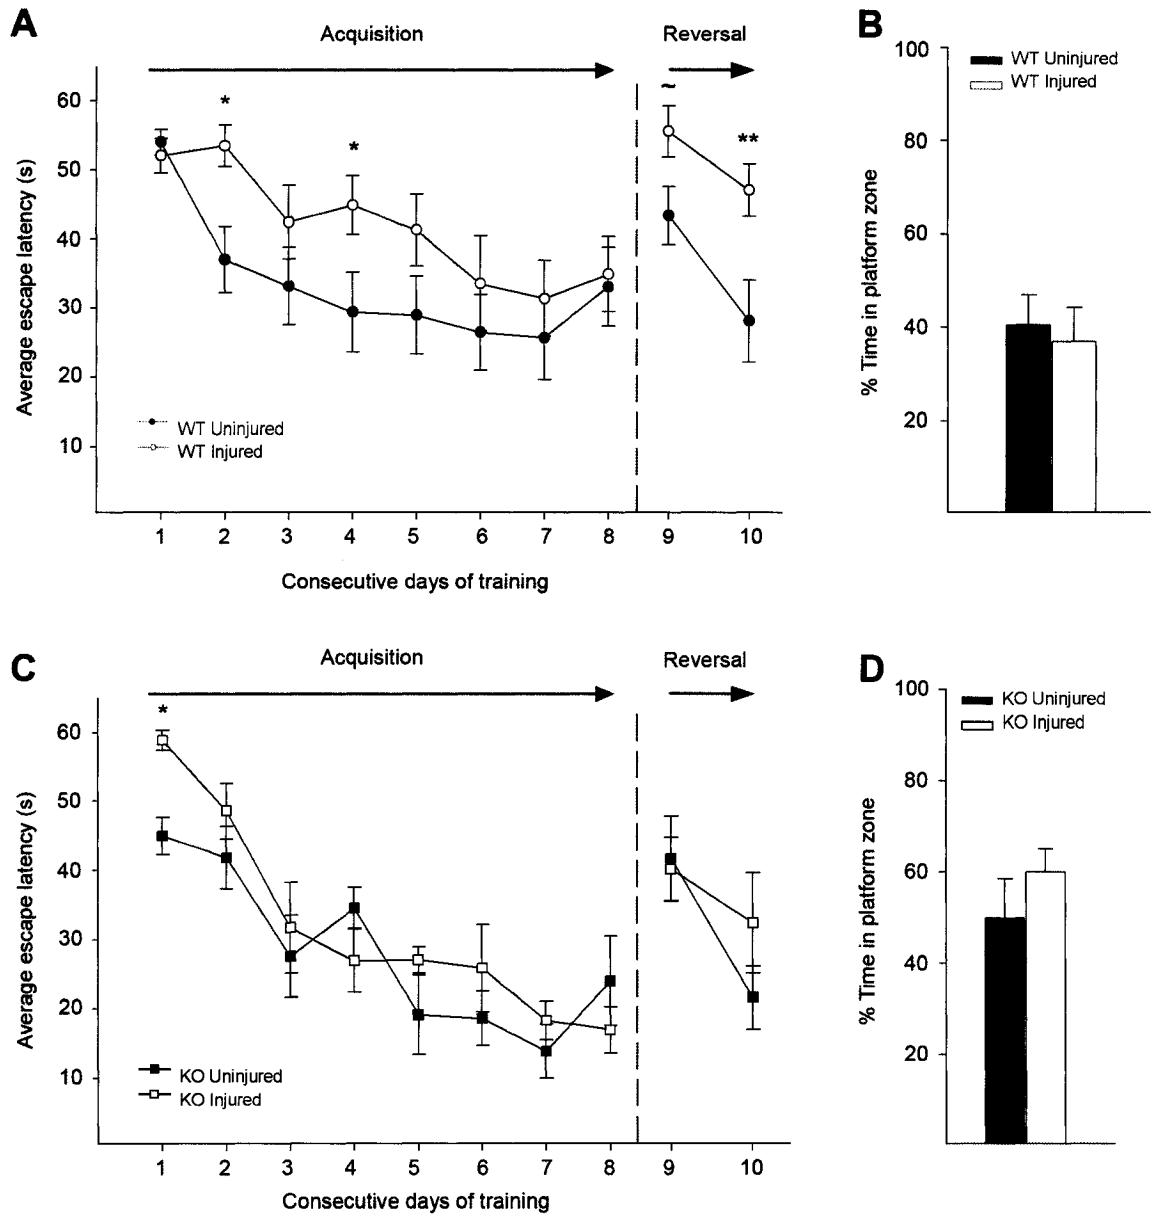 A
Acquisition
Reversal
Average escape latency (s)
60
50
40
30
20
10
*
*
~
**
WT Uninjured
WT Injured
1 2 3 4 5 6 7 8 9 10
Consecutive days of training
B
100
80
60
40
20
% Time in platform zone
WT Uninjured
WT Injured
C
Acquisition
Reversal
Average escape latency (s)
60
50
40
30
20
10
*
KO Uninjured
KO Injured
1 2 3 4 5 6 7 8 9 10
Consecutive days of training
D
100
80
60
40
20
% Time in platform zone
KO Uninjured
KO Injured